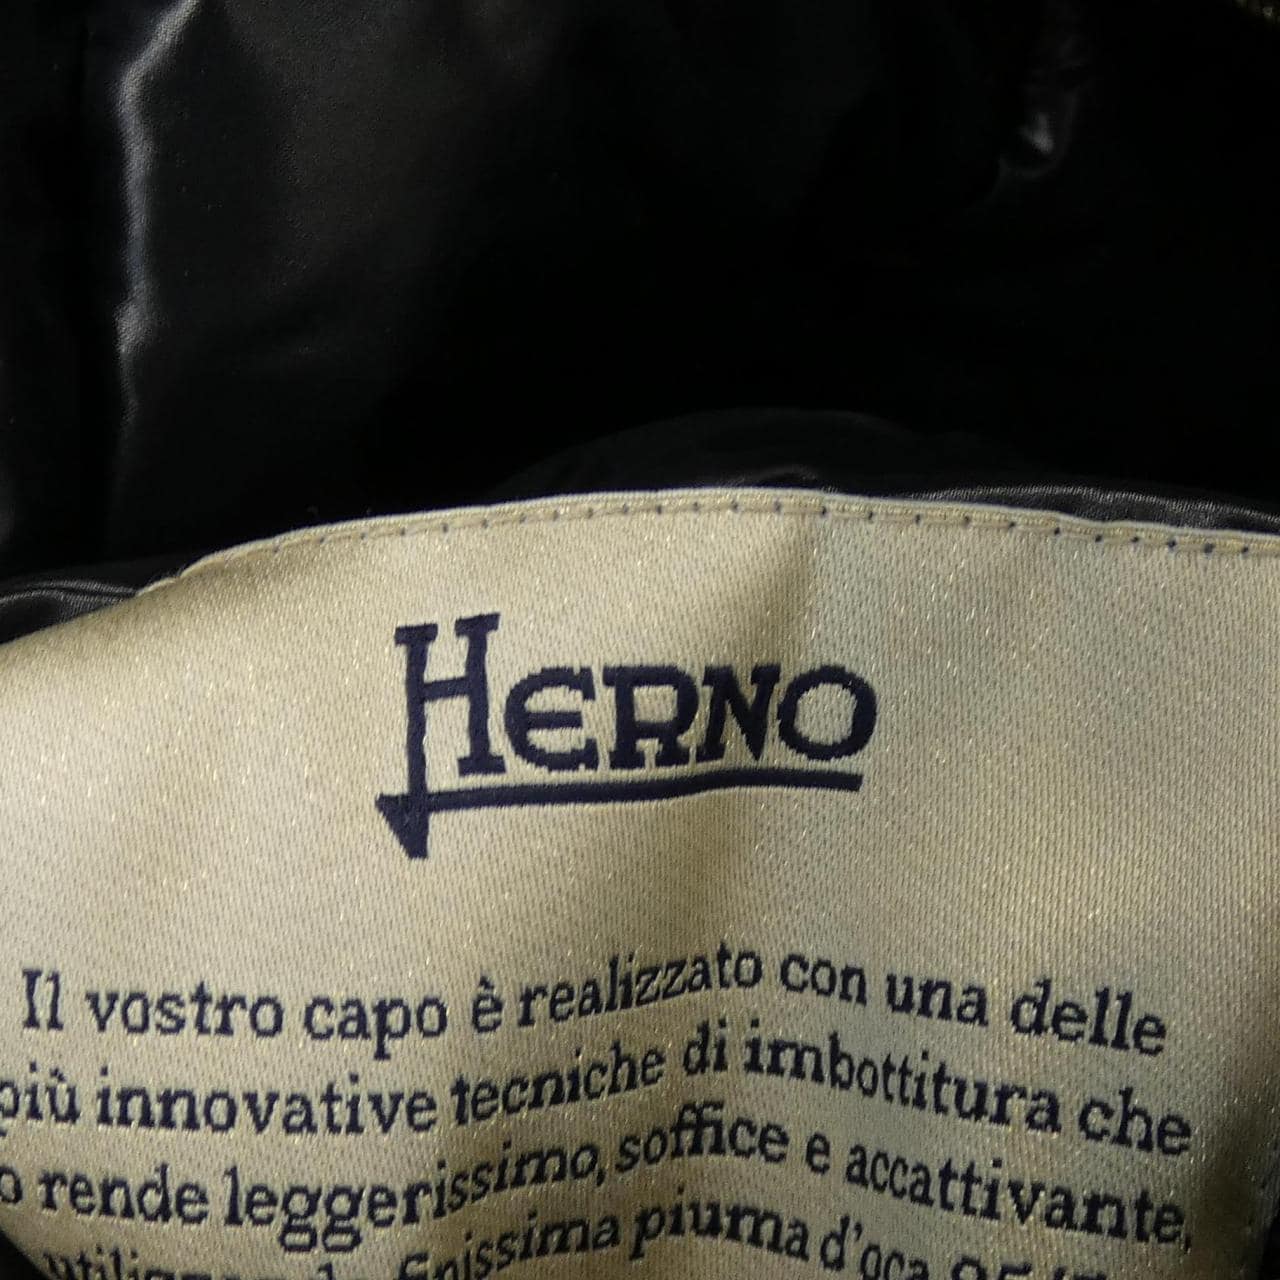 HERNO
Il vostro capo è realizzato con una delle
più innovative tecniche di imbottitura che
rende leggerissimo, soffice e accattivante,
finissima piuma d'oca